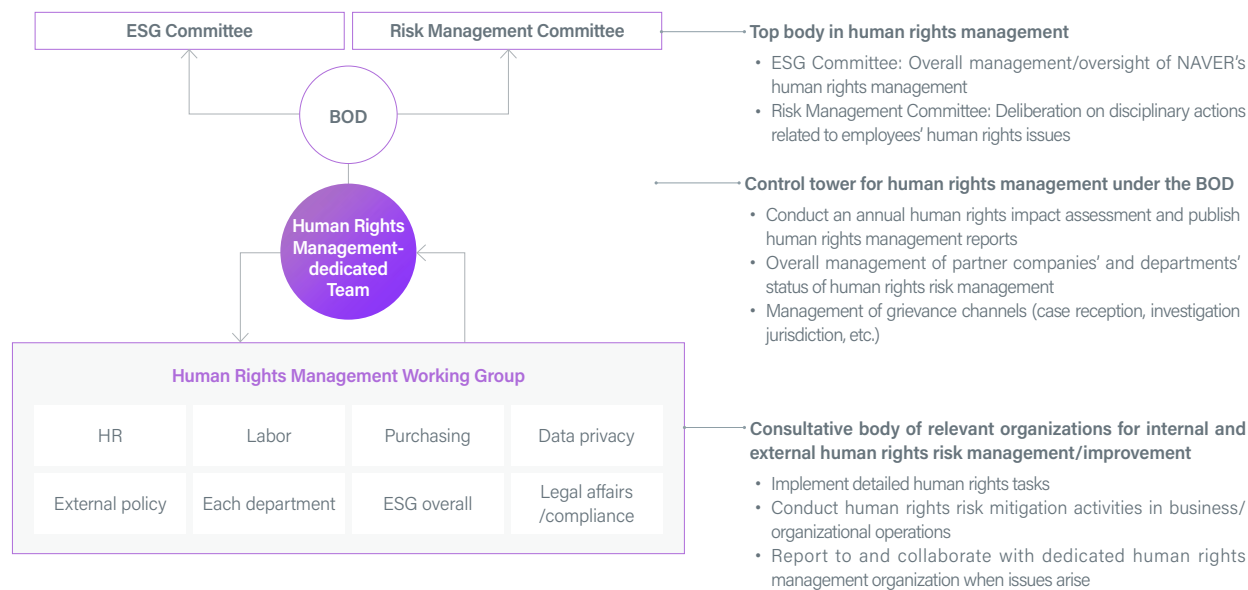 ESG Committee
Risk Management Committee
BOD
Human Rights
Management-
dedicated
Team
Human Rights Management Working Group
HR
Labor
Purchasing
Data privacy
External policy
Each department
ESG overall
Legal affairs
/compliance
Top body in human rights management
• ESG Committee: Overall management/oversight of NAVER’s
human rights management
• Risk Management Committee: Deliberation on disciplinary actions
related to employees’ human rights issues
Control tower for human rights management under the BOD
• Conduct an annual human rights impact assessment and publish
human rights management reports
• Overall management of partner companies’ and departments’
status of human rights risk management
• Management of grievance channels (case reception, investigation
jurisdiction, etc.)
Consultative body of relevant organizations for internal and
external human rights risk management/improvement
• Implement detailed human rights tasks
• Conduct human rights risk mitigation activities in business/
organizational operations
• Report to and collaborate with dedicated human rights
management organization when issues arise